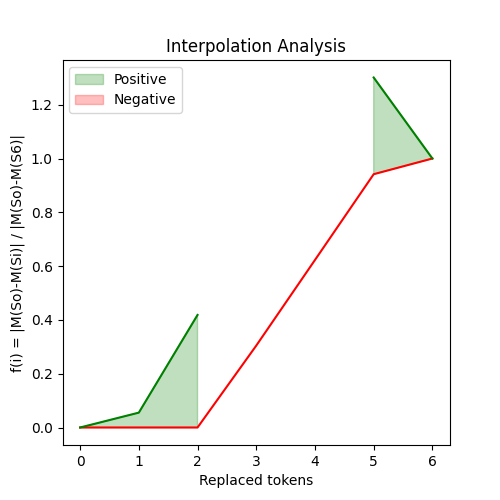 Interpolation Analysis
Positive
Negative
f(i) = |M(So)-M(Si)| / |M(So)-M(S6)|
1.2
1.0
0.8
0.6
0.4
0.2
0.0
0 1 2 3 4 5 6
Replaced tokens